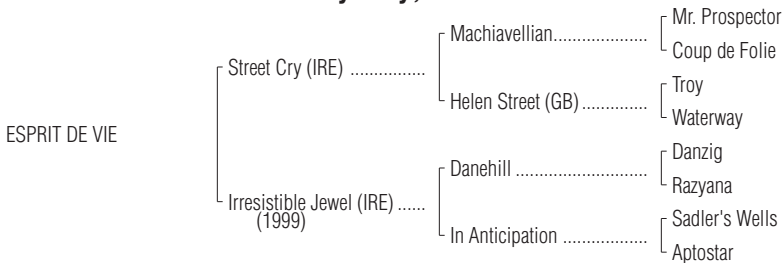 Mr. Prospector
Machiavellian....................
Coup de Folie
Street Cry (IRE) ................
Troy
Helen Street (GB) ..............
Waterway
ESPRIT DE VIE
Danzig
Danehill ............................
Razyana
Irresistible Jewel (IRE) ......
(1999)
Sadler's Wells
In Anticipation ..................
Aptostar